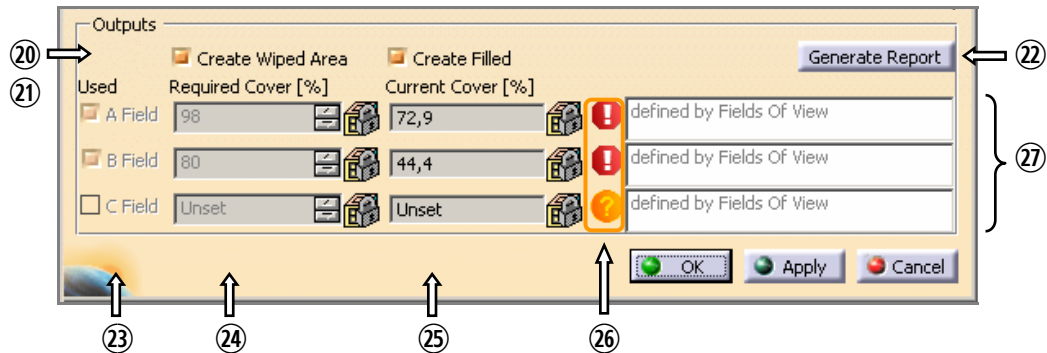 Outputs
⑳ Create Wiped Area Create Filled Generate Report ㉒
㉑ Used Required Cover [%] Current Cover [%]
A Field 98 72,9 ! defined by Fields Of View
B Field 80 44,4 ! defined by Fields Of View ㉗
C Field Unset Unset ? defined by Fields Of View
OK Apply Cancel
㉓ ㉔ ㉕ ㉖